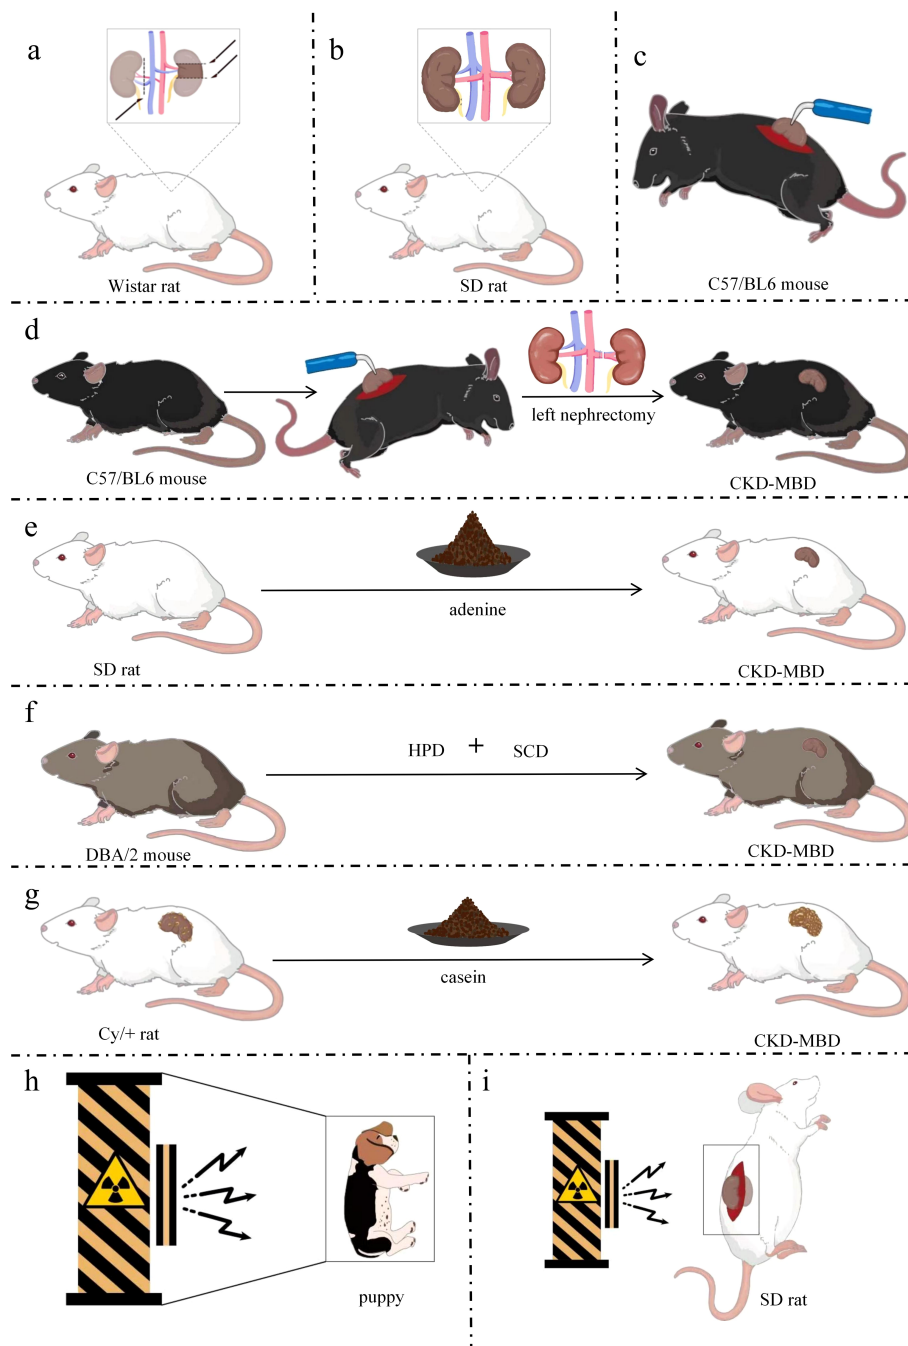 a
Wistar rat
b
SD rat
c
C57/BL6 mouse
d
C57/BL6 mouse
left nephrectomy
CKD-MBD
e
SD rat
adenine
CKD-MBD
f
DBA/2 mouse
HPD + SCD
CKD-MBD
g
Cy/+ rat
casein
CKD-MBD
h
puppy
i
SD rat